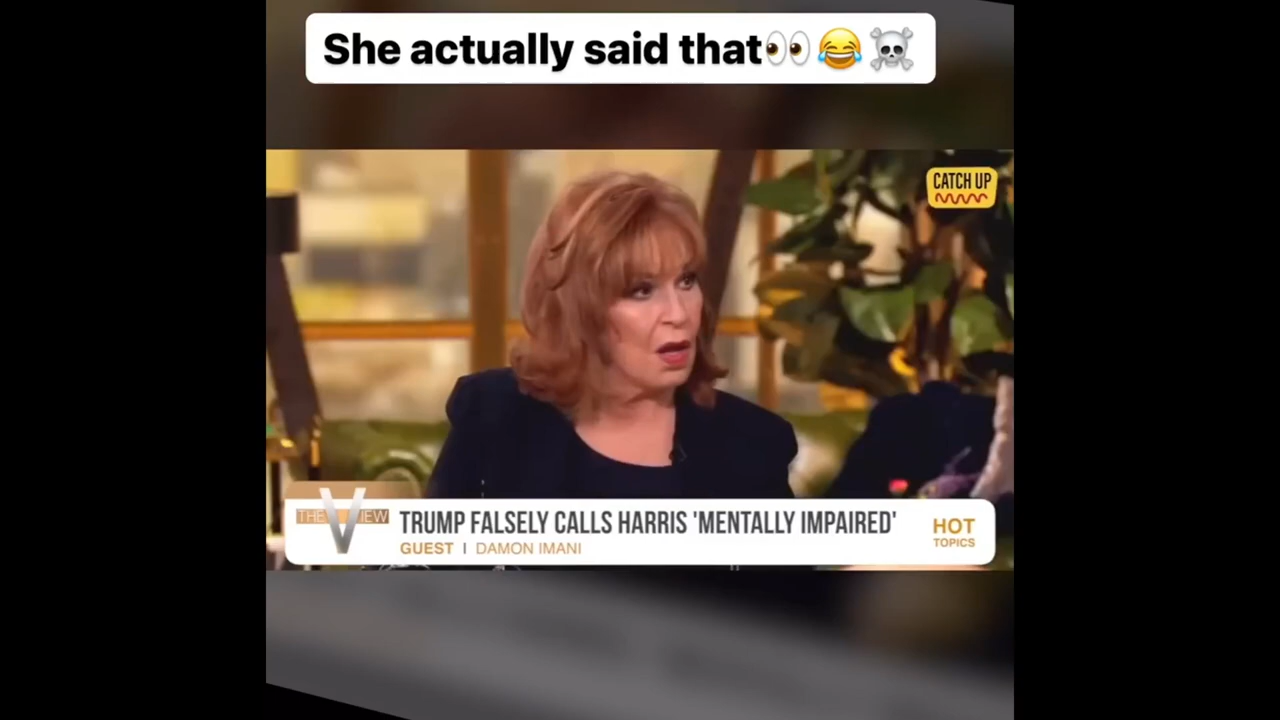 She actually said that👀😂☠️
CATCH UP
THE VIEW
TRUMP FALSELY CALLS HARRIS 'MENTALLY IMPAIRED'
GUEST | DAMON IMANI
HOT
TOPICS